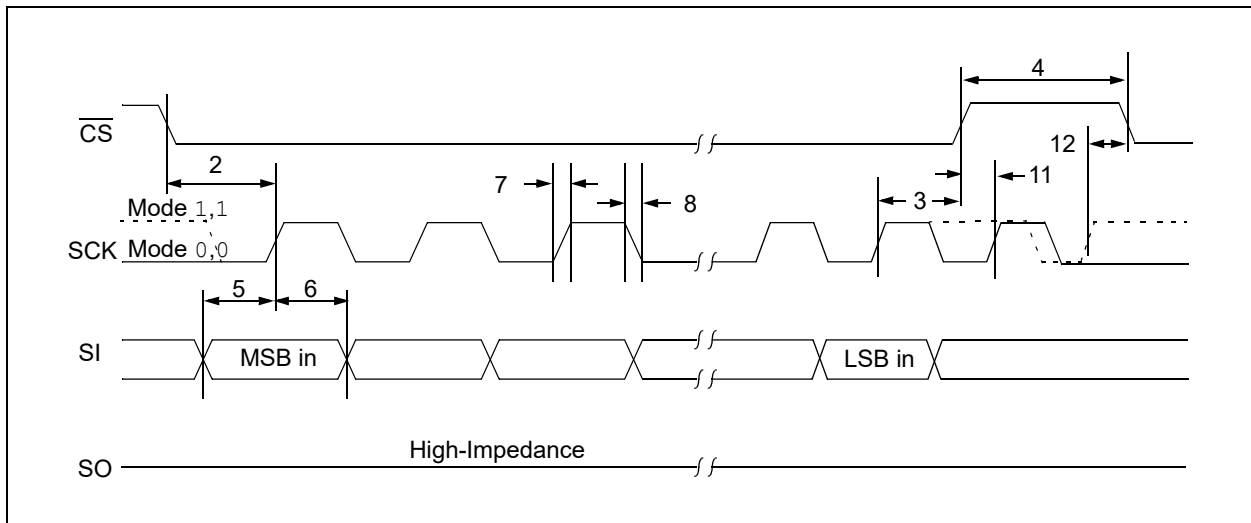 4
CS
12
2
7
11
3
8
Mode 1,1
SCK Mode 0,0
5 6
SI MSB in LSB in
High-Impedance
SO